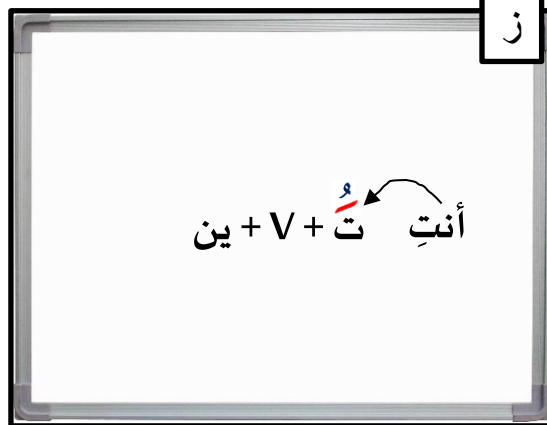 ز
أنتِ تَُ + V + ين